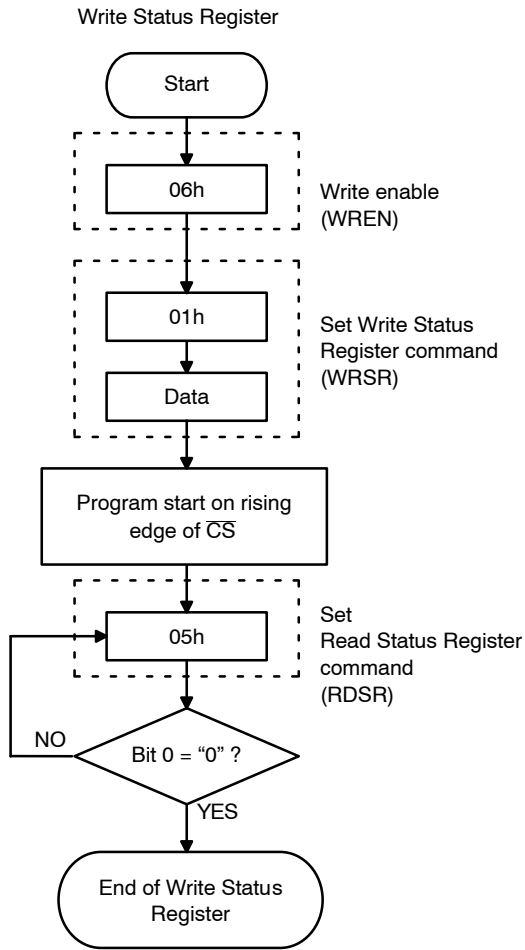 Write Status Register
Start
06h
Write enable
(WREN)
01h
Set Write Status
Register command
(WRSR)
Data
Program start on rising
edge of C̅S̅
05h
Set
Read Status Register
command
(RDSR)
NO
Bit 0 = “0” ?
YES
End of Write Status
Register